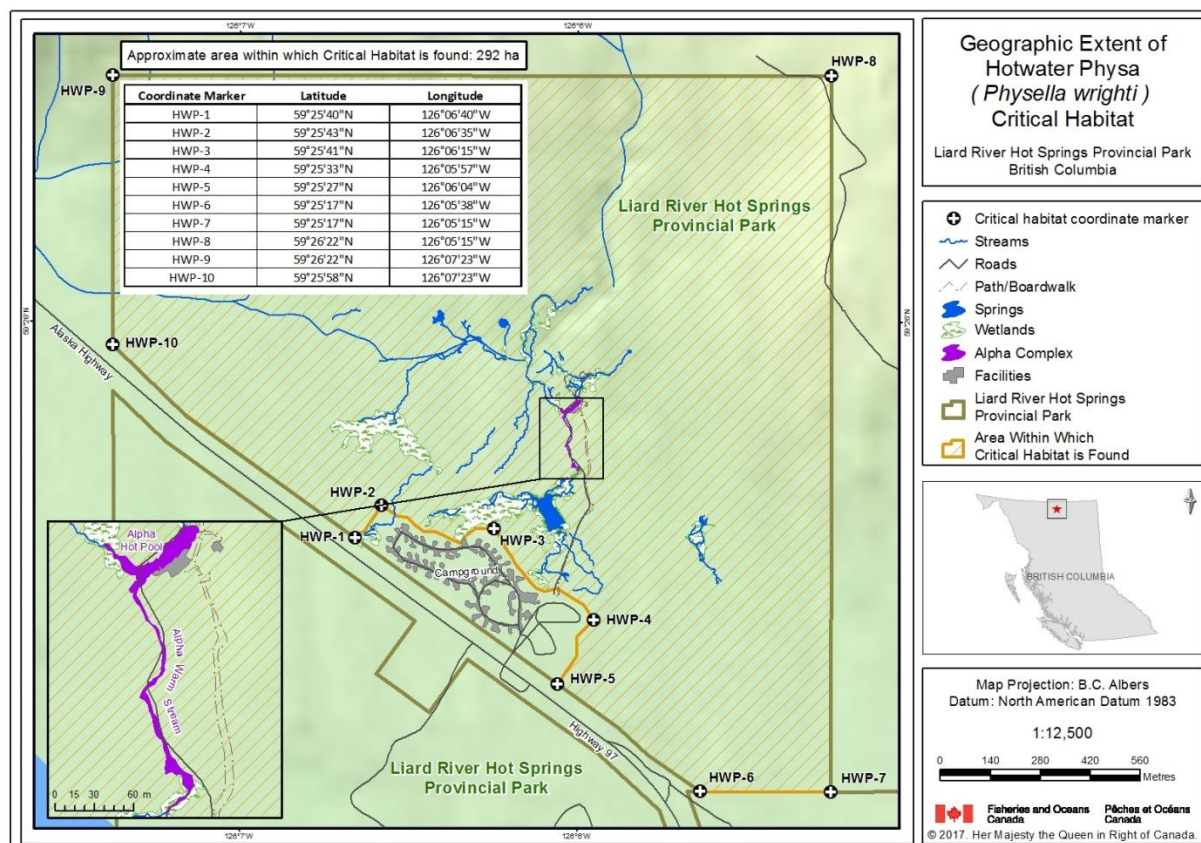 126°7'W
126°6'W
Approximate area within which Critical Habitat is found: 292 ha
HWP-9
HWP-8
Coordinate Marker Latitude Longitude
HWP-1 59°25'40"N 126°06'40"W
HWP-2 59°25'43"N 126°06'35"W
HWP-3 59°25'41"N 126°06'15"W
HWP-4 59°25'33"N 126°05'57"W
HWP-5 59°25'27"N 126°06'04"W
HWP-6 59°25'17"N 126°05'38"W
HWP-7 59°25'17"N 126°05'15"W
HWP-8 59°26'22"N 126°05'15"W
HWP-9 59°26'22"N 126°07'23"W
HWP-10 59°25'58"N 126°07'23"W
Liard River Hot Springs
Provincial Park
59°26'N
59°26'N
HWP-10
Alaska Highway
HWP-2
HWP-1
HWP-3
Campground
HWP-4
HWP-5
Highway 97
HWP-6
HWP-7
Liard River Hot Springs
Provincial Park
Alpha
Hot Pool
Alpha Warm Stream
0 15 30 60 m
126°7'W
126°6'W
Geographic Extent of
Hotwater Physa
( Physella wrighti )
Critical Habitat
Liard River Hot Springs Provincial Park
British Columbia
Critical habitat coordinate marker
Streams
Roads
Path/Boardwalk
Springs
Wetlands
Alpha Complex
Facilities
Liard River Hot Springs
Provincial Park
Area Within Which
Critical Habitat is Found
BRITISH COLUMBIA
Map Projection: B.C. Albers
Datum: North American Datum 1983
1:12,500
0 140 280 420 560
Metres
Fisheries and Oceans Pêches et Océans
Canada Canada
© 2017. Her Majesty the Queen in Right of Canada.